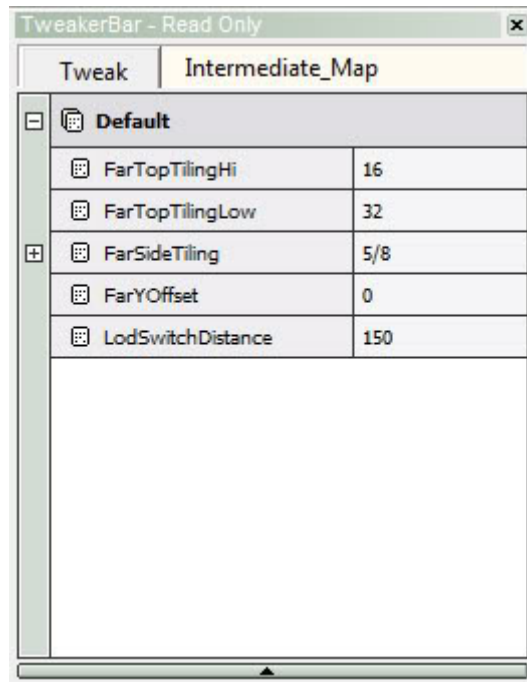 TweakerBar - Read Only
Tweak Intermediate_Map
Default
FarTopTilingHi 16
FarTopTilingLow 32
FarSideTiling 5/8
FarYOffset 0
LodSwitchDistance 150